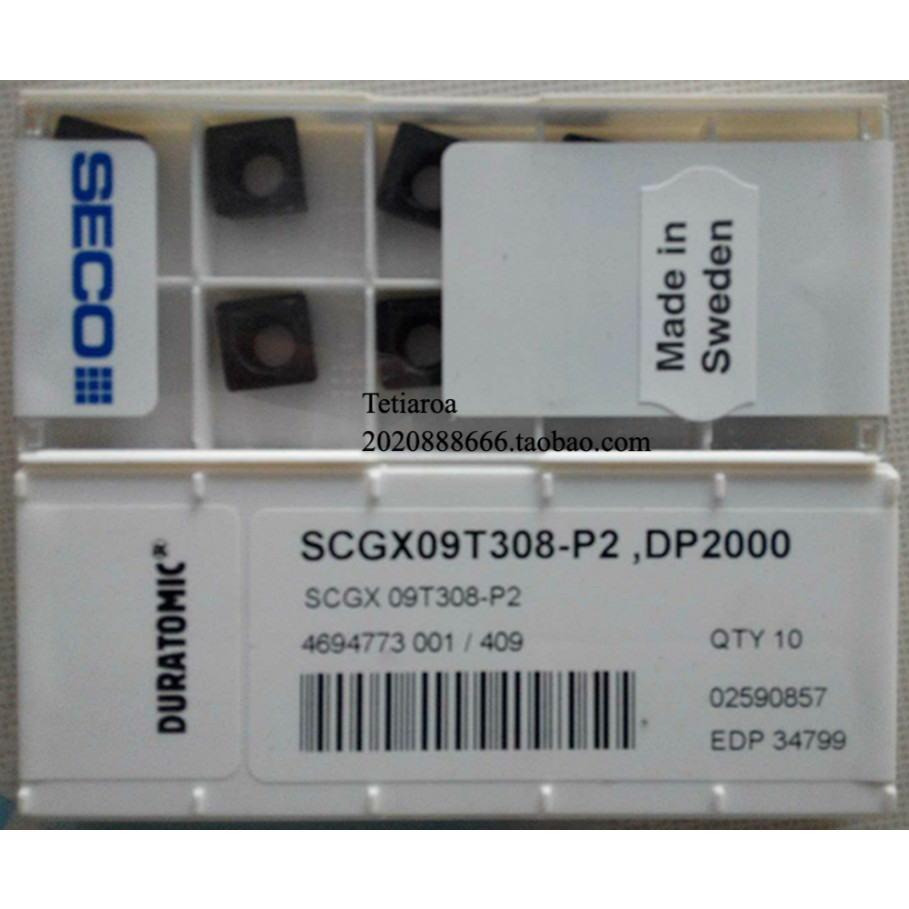 SECO
Made in
Sweden
Tetiaroa
2020888666.taobao.com
DURATOMIC®
SCGX09T308-P2 ,DP2000
SCGX 09T308-P2
4694773 001 / 409
QTY 10
02590857
EDP 34799